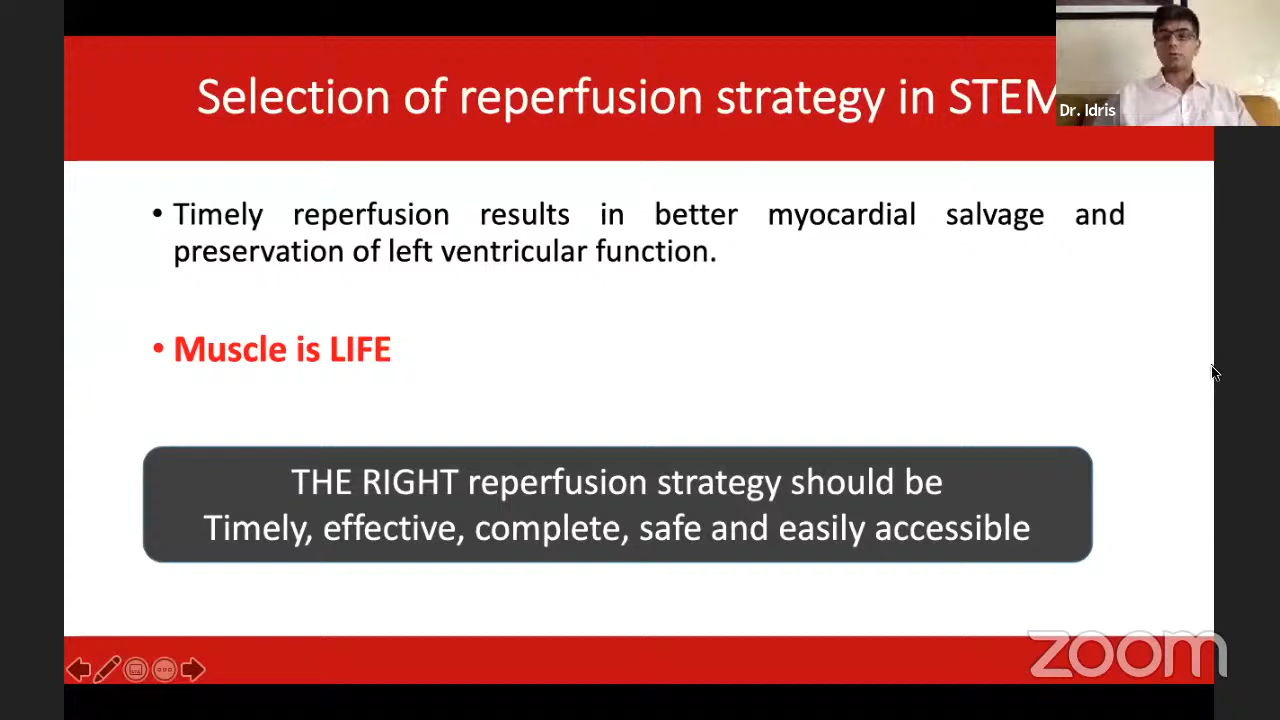 Selection of reperfusion strategy in STEM
Dr. Idris
• Timely reperfusion results in better myocardial salvage and
preservation of left ventricular function.
• Muscle is LIFE
THE RIGHT reperfusion strategy should be
Timely, effective, complete, safe and easily accessible
zoom